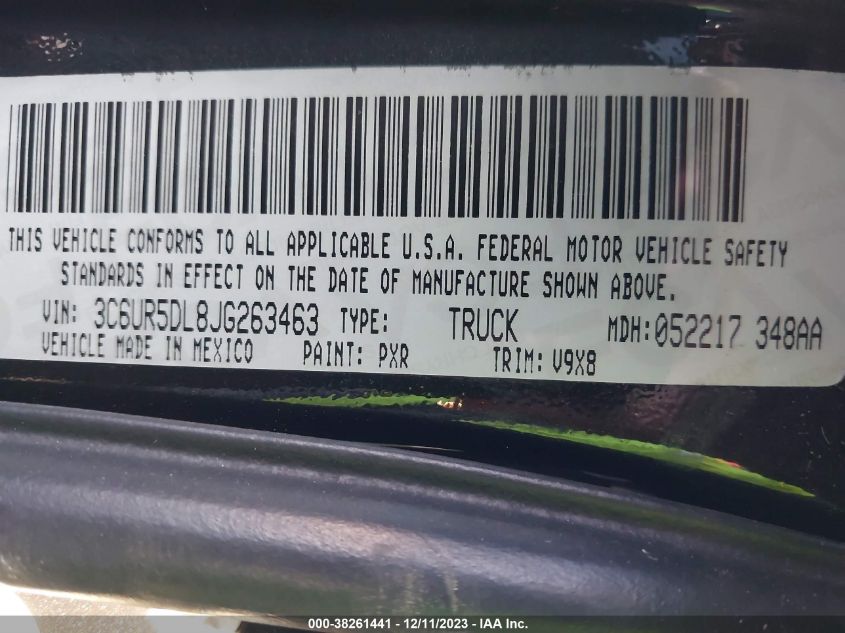 THIS VEHICLE CONFORMS TO ALL APPLICABLE U.S.A. FEDERAL MOTOR VEHICLE SAFETY
STANDARDS IN EFFECT ON THE DATE OF MANUFACTURE SHOWN ABOVE.
VIN: 3C6UR5DL8JG263463 TYPE: TRUCK MDH: 052217 348AA
VEHICLE MADE IN MEXICO PAINT: PXR TRIM: V9X8
000-38261441 - 12/11/2023 - IAA Inc.